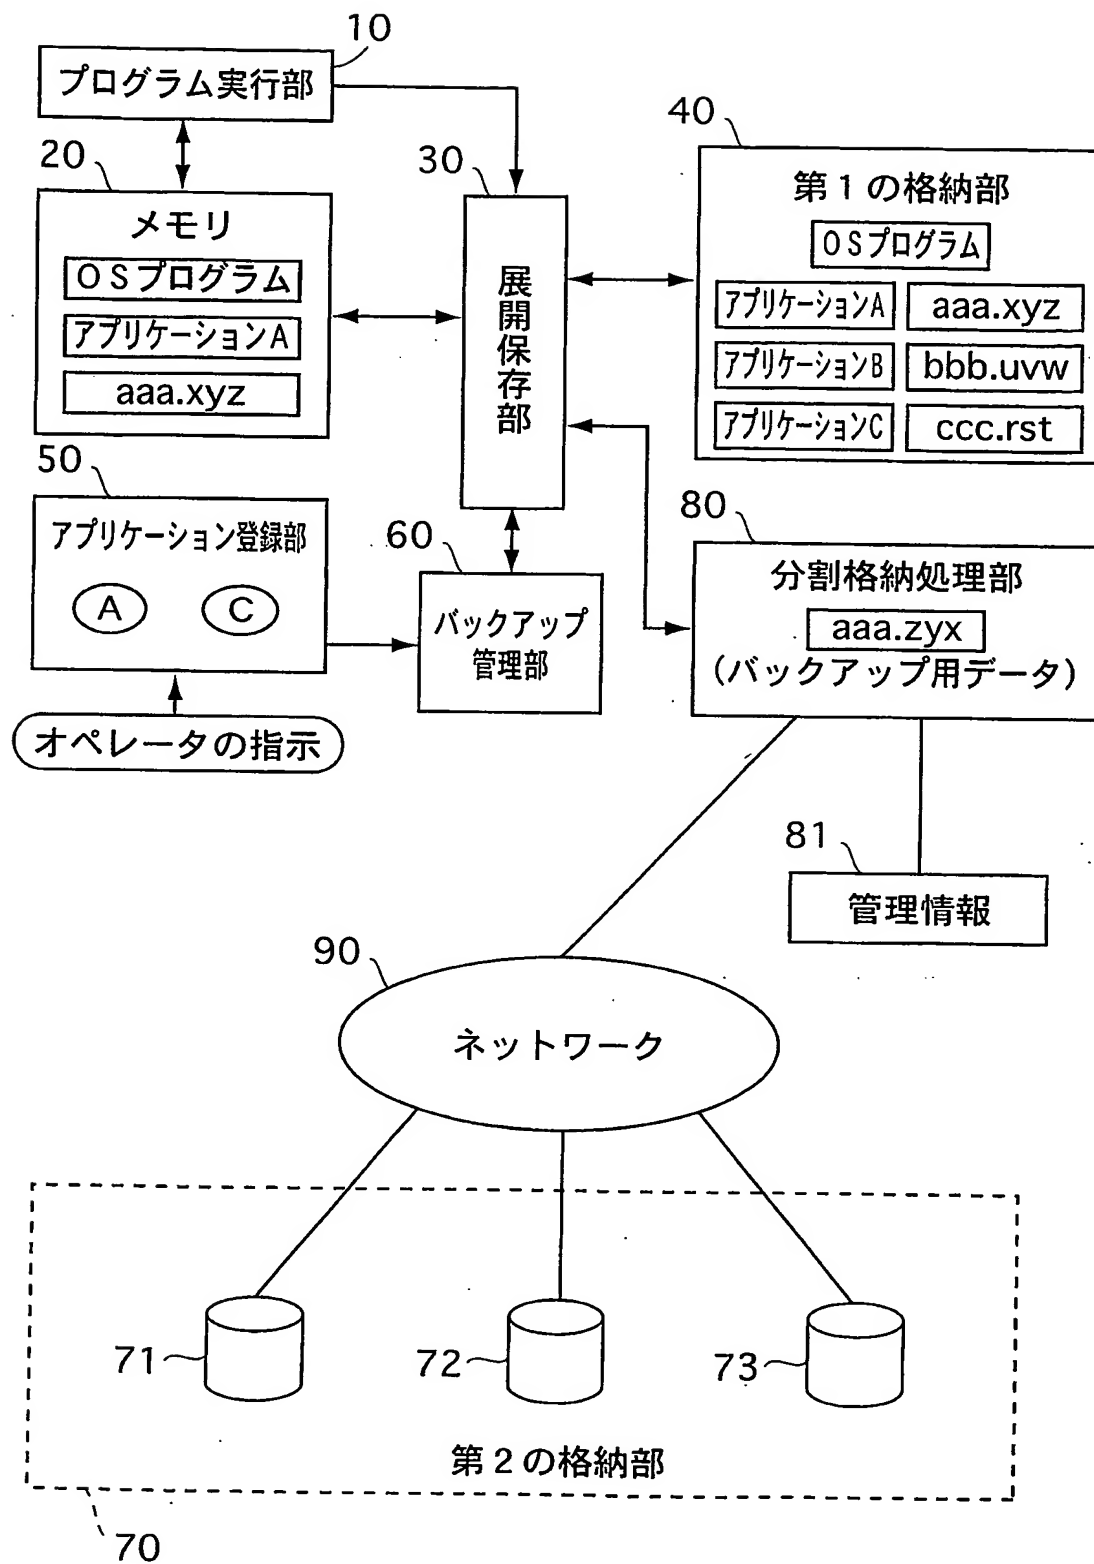 10
プログラム実行部
20
メモリ
OSプログラム
アプリケーションA
aaa.xyz
30
展開保存部
40
第1の格納部
OSプログラム
アプリケーションA
aaa.xyz
アプリケーションB
bbb.uvw
アプリケーションC
ccc.rst
50
アプリケーション登録部
A
C
オペレータの指示
60
バックアップ
管理部
80
分割格納処理部
aaa.zyx
(バックアップ用データ)
81
管理情報
90
ネットワーク
71
72
73
第2の格納部
70